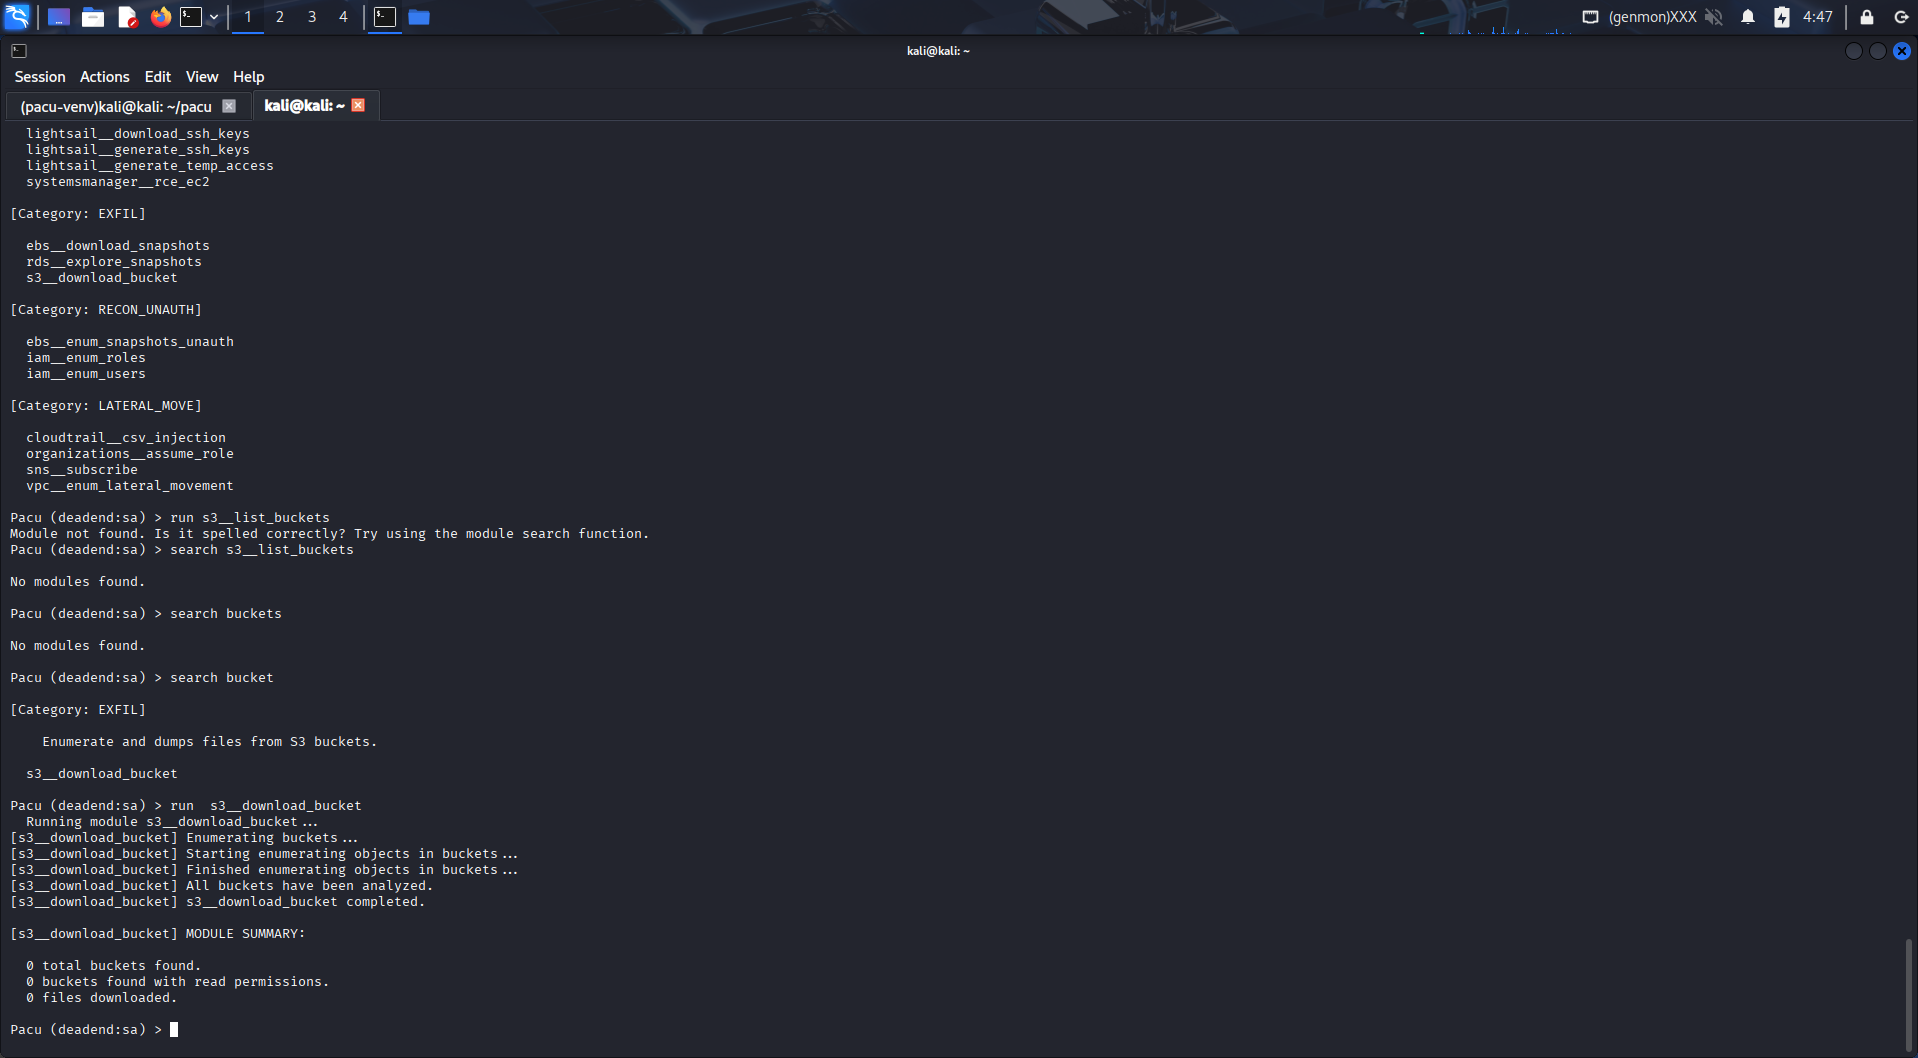 1 2 3 4 (genmon)XXX 4:47
kali@kali: ~
Session Actions Edit View Help
(pacu-venv)kali@kali: ~/pacu kali@kali: ~
lightsail__download_ssh_keys
lightsail__generate_ssh_keys
lightsail__generate_temp_access
systemsmanager__rce_ec2
[Category: EXFIL]
ebs__download_snapshots
rds__explore_snapshots
s3__download_bucket
[Category: RECON_UNAUTH]
ebs__enum_snapshots_unauth
iam__enum_roles
iam__enum_users
[Category: LATERAL_MOVE]
cloudtrail__csv_injection
organizations__assume_role
sns__subscribe
vpc__enum_lateral_movement
Pacu (deadend:sa) > run s3__list_buckets
Module not found. Is it spelled correctly? Try using the module search function.
Pacu (deadend:sa) > search s3__list_buckets
No modules found.
Pacu (deadend:sa) > search buckets
No modules found.
Pacu (deadend:sa) > search bucket
[Category: EXFIL]
Enumerate and dumps files from S3 buckets.
s3__download_bucket
Pacu (deadend:sa) > run  s3__download_bucket
Running module s3__download_bucket...
[s3__download_bucket] Enumerating buckets...
[s3__download_bucket] Starting enumerating objects in buckets...
[s3__download_bucket] Finished enumerating objects in buckets...
[s3__download_bucket] All buckets have been analyzed.
[s3__download_bucket] s3__download_bucket completed.
[s3__download_bucket] MODULE SUMMARY:
0 total buckets found.
0 buckets found with read permissions.
0 files downloaded.
Pacu (deadend:sa) >